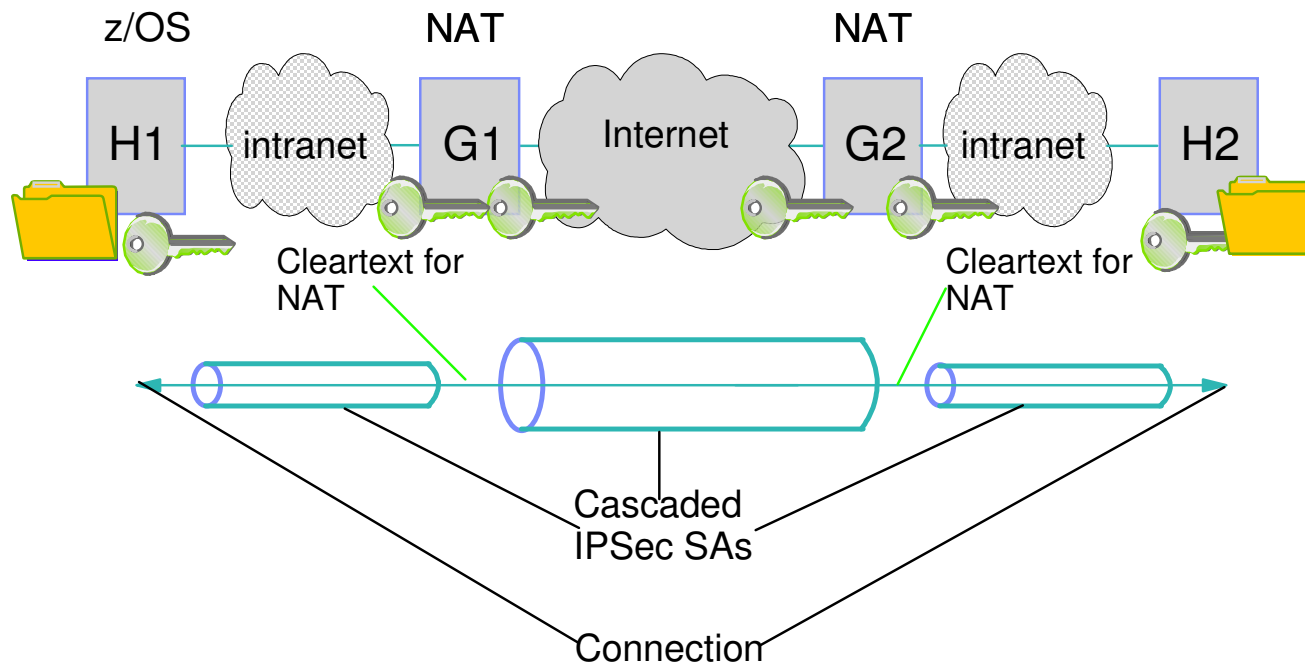 z/OS
NAT
NAT
H1
intranet
G1
Internet
G2
intranet
H2
Cleartext for
NAT
Cleartext for
NAT
Cascaded
IPSec SAs
Connection